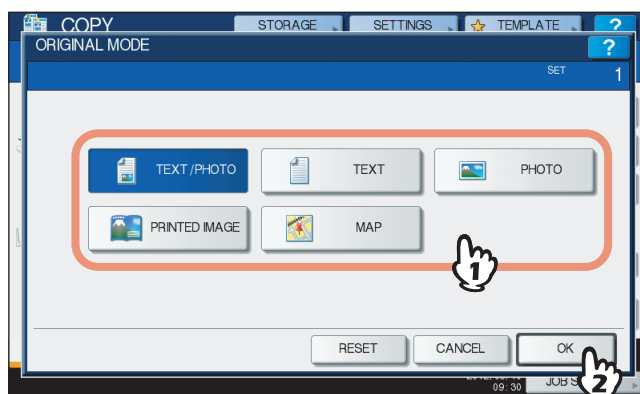 COPY STORAGE SETTINGS TEMPLATE ?
ORIGINAL MODE ?
SET 1
TEXT/PHOTO TEXT PHOTO
PRINTED IMAGE MAP
1
RESET CANCEL OK
09:30 JOB S
2